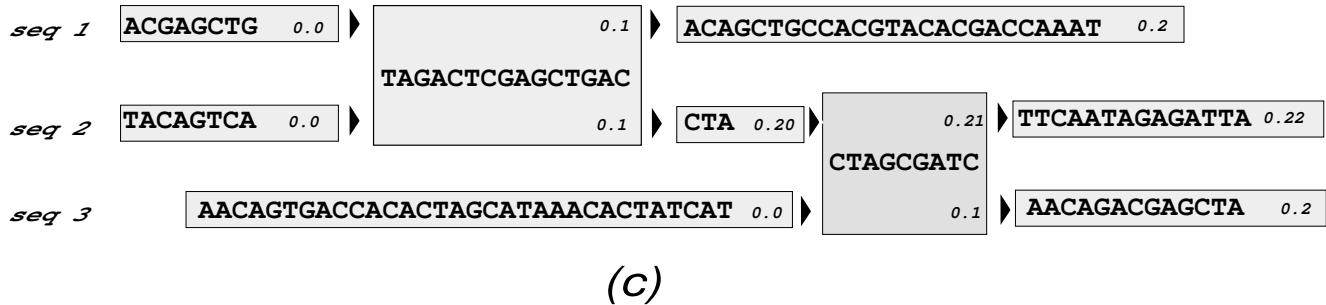 seq 1 ACGAGCTG 0.0 0.1 ACAGCTGCCACGTACACGACCAAAT 0.2
TAGACTCGAGCTGAC
seq 2 TACAGTCA 0.0 0.1 CTA 0.20 0.21 TTCAATAGAGATTA 0.22
CTAGCGATC
seq 3 AACAGTGACCACACTAGCATAAACACTATCAT 0.0 0.1 AACAGACGAGCTA 0.2
(c)